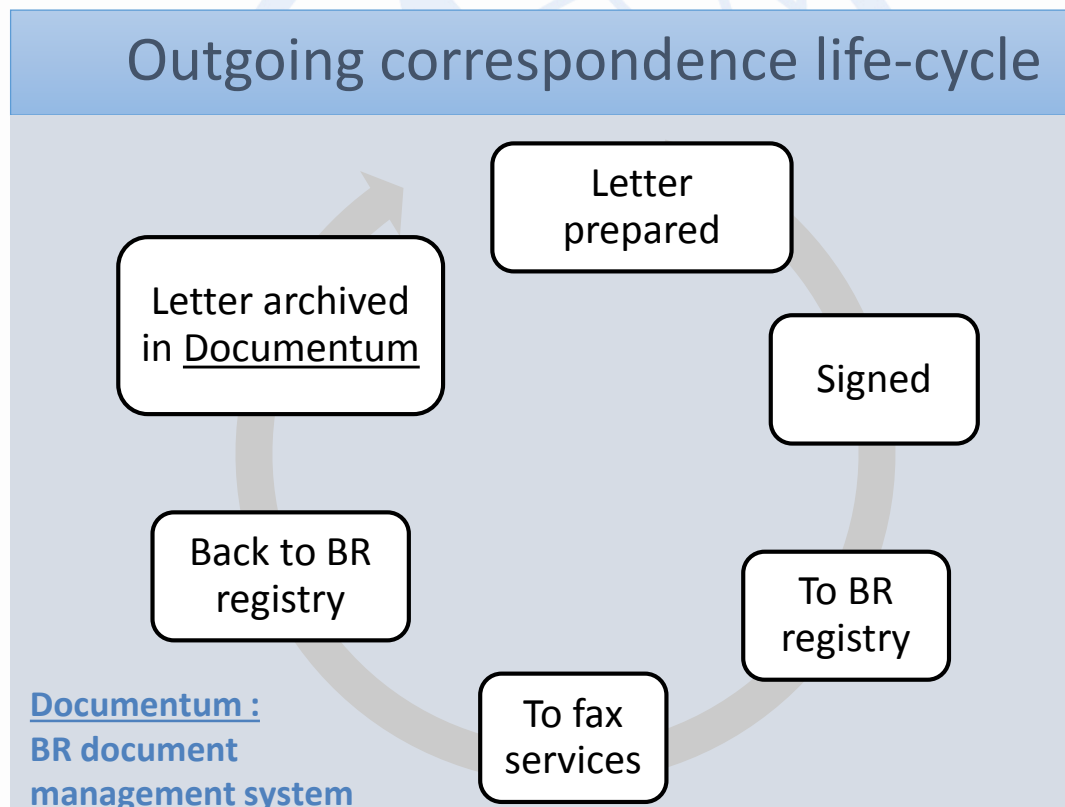 Outgoing correspondence life-cycle
Letter
prepared
Signed
To BR
registry
To fax
services
Back to BR
registry
Letter archived
in Documentum
Documentum :
BR document
management system